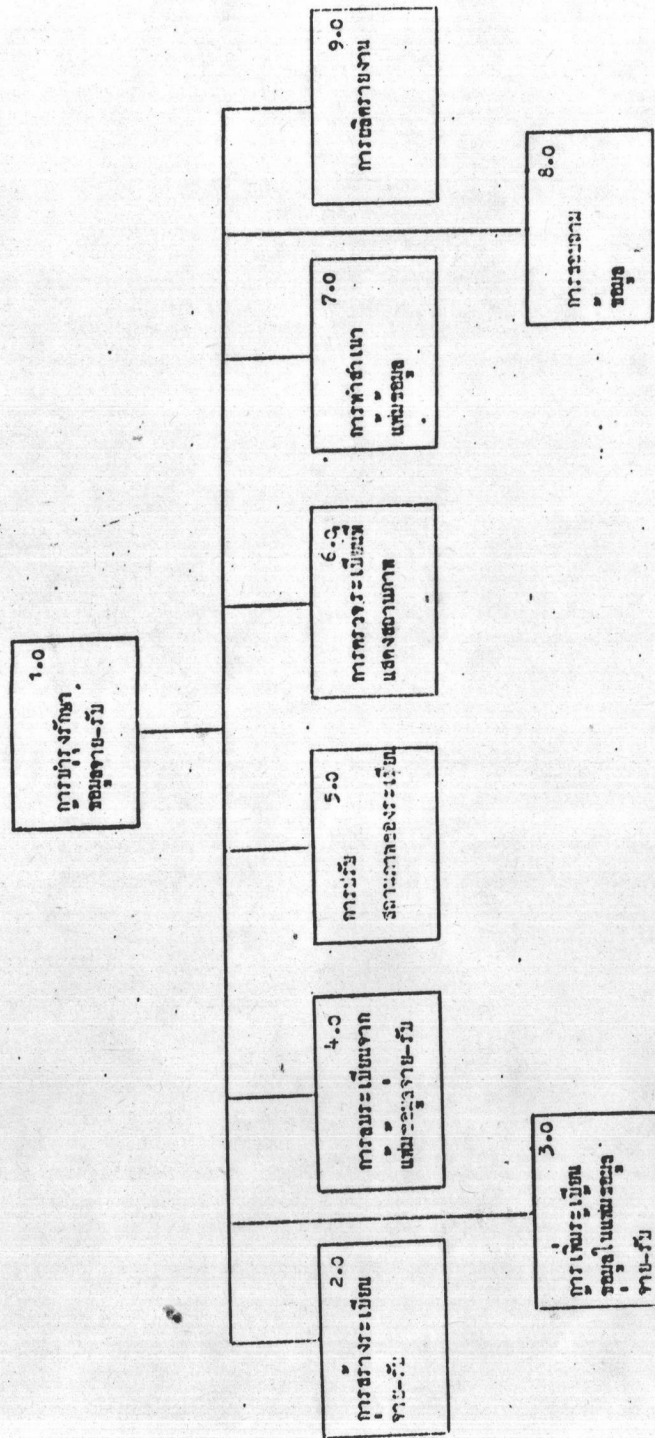 1.0
การบำรุงรักษา
ข้อมูลจ่าย-รับ
2.0
การสร้างระเบียน
จ่าย-รับ
3.0
การเพิ่มระเบียน
ข้อมูลในแฟ้มข้อมูล
จ่าย-รับ
4.0
การลบระเบียนจาก
แฟ้มข้อมูลจ่าย-รับ
5.0
การปรับ
สถานภาพของระเบียน
6.0
การตรวจระเบียนที่
แสดงสถานภาพ
7.0
การทำสำเนา
แฟ้มข้อมูล
8.0
การสอบถาม
ข้อมูล
9.0
การผลิตรายงาน